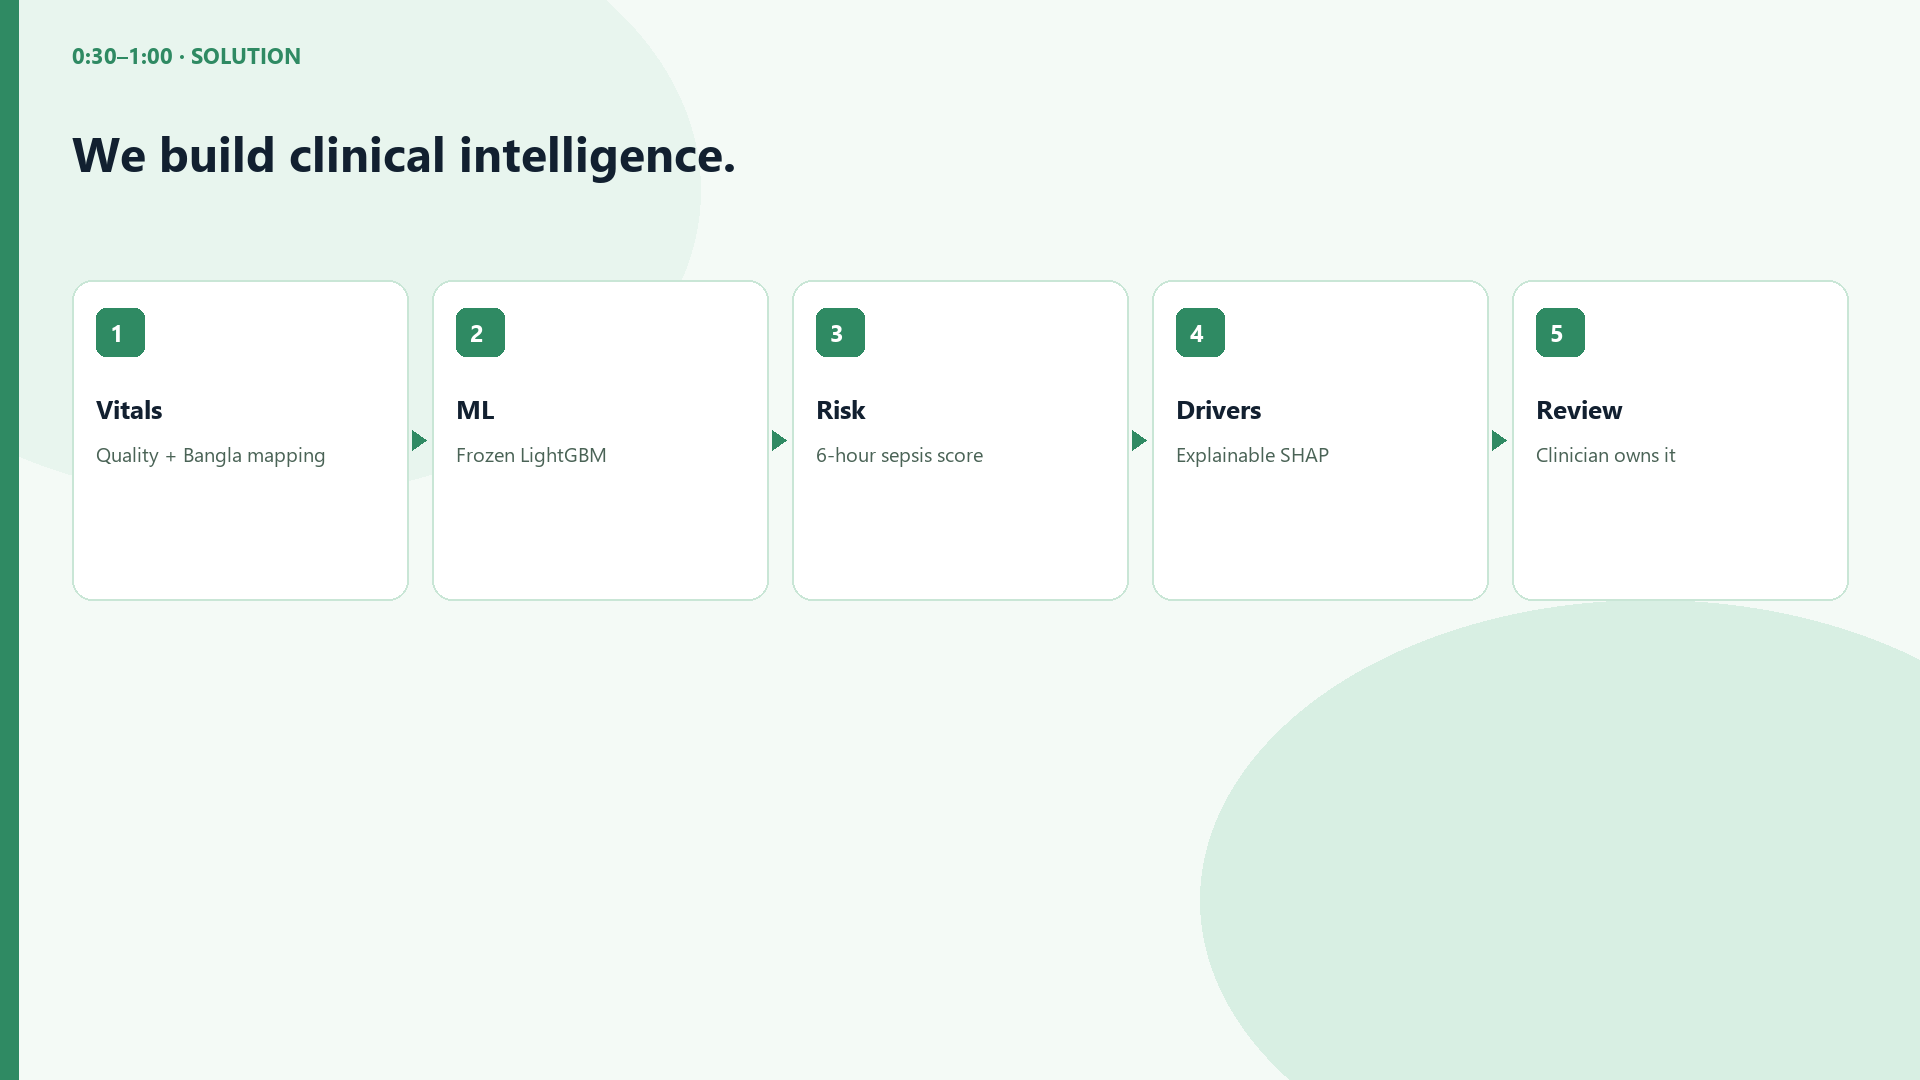 0:30–1:00 · SOLUTION
We build clinical intelligence.
1
Vitals
Quality + Bangla mapping
2
ML
Frozen LightGBM
3
Risk
6-hour sepsis score
4
Drivers
Explainable SHAP
5
Review
Clinician owns it